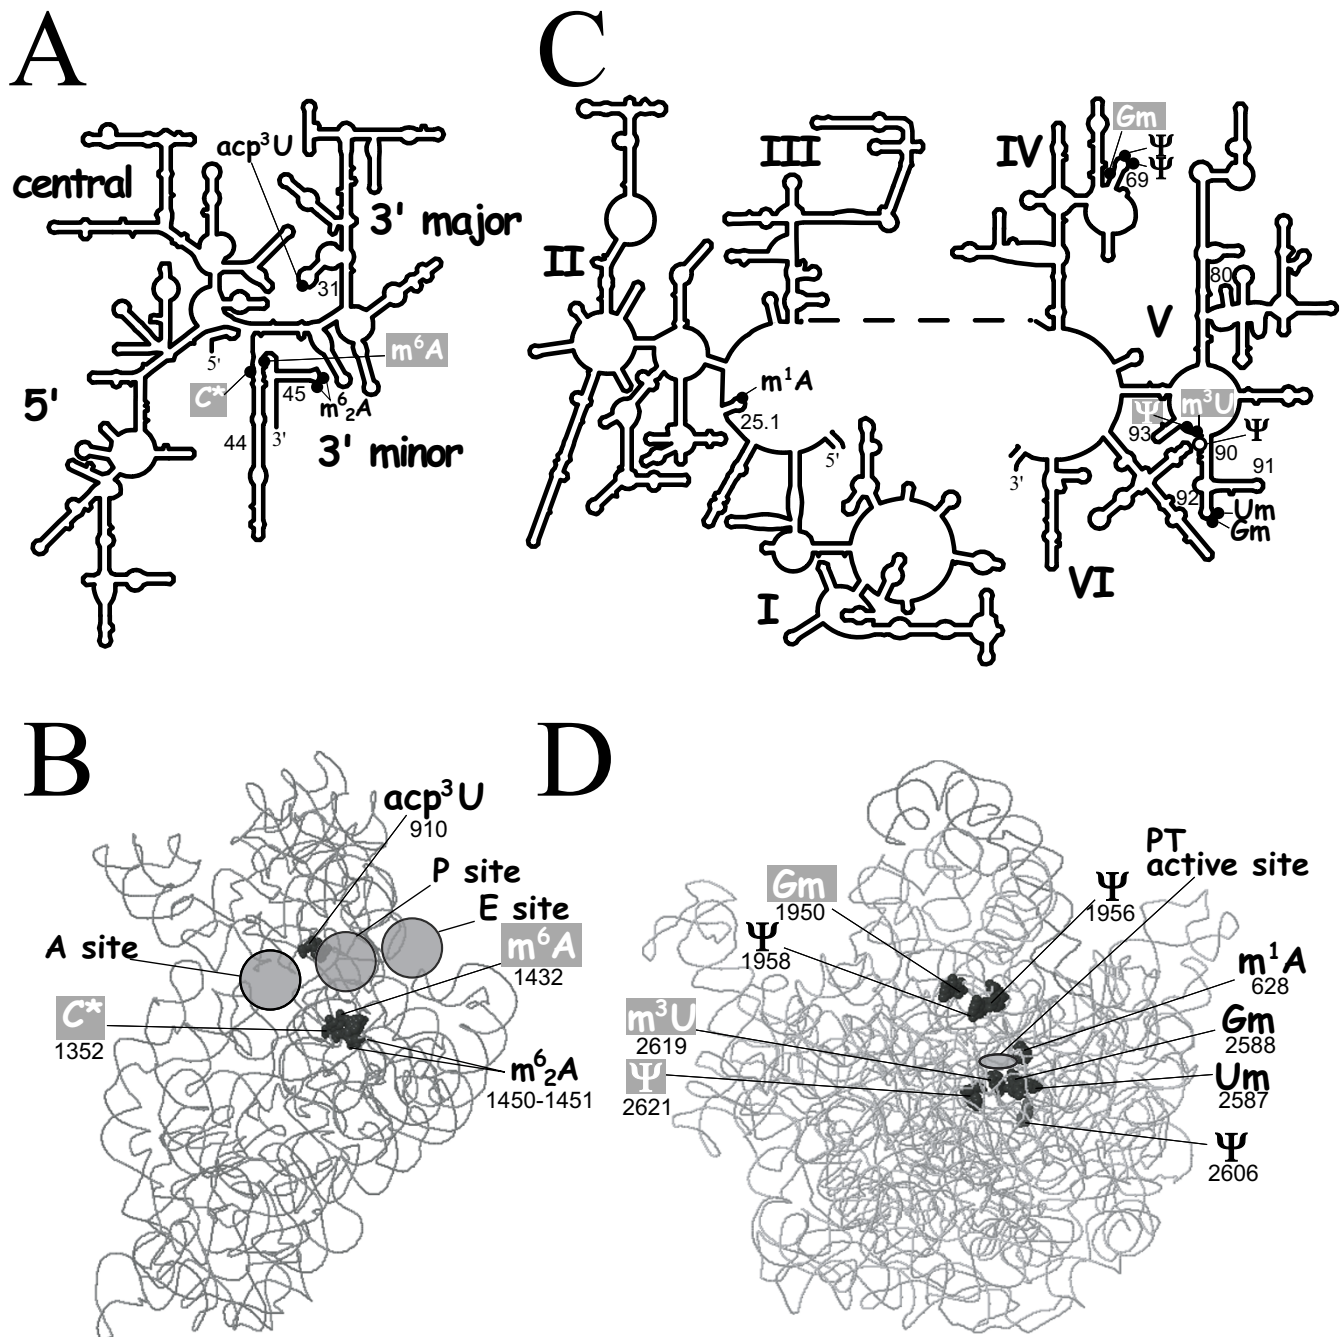 A
acp³U
central
3' major
31
5'
m⁶A
C*
5'
45
m⁶₂A
44
3'
3' minor
C
Gm
Ψ
Ψ
III
IV
69
II
80
V
m¹A
25.1
Ψ
m³U
93
Ψ
90
5'
91
3'
92
Um
Gm
VI
I
B
acp³U
910
P site
E site
A site
m⁶A
1432
C*
1352
m⁶₂A
1450-1451
D
PT
active site
Gm
1950
Ψ
1956
Ψ
1958
m¹A
628
m³U
2619
Gm
2588
Ψ
2621
Um
2587
Ψ
2606